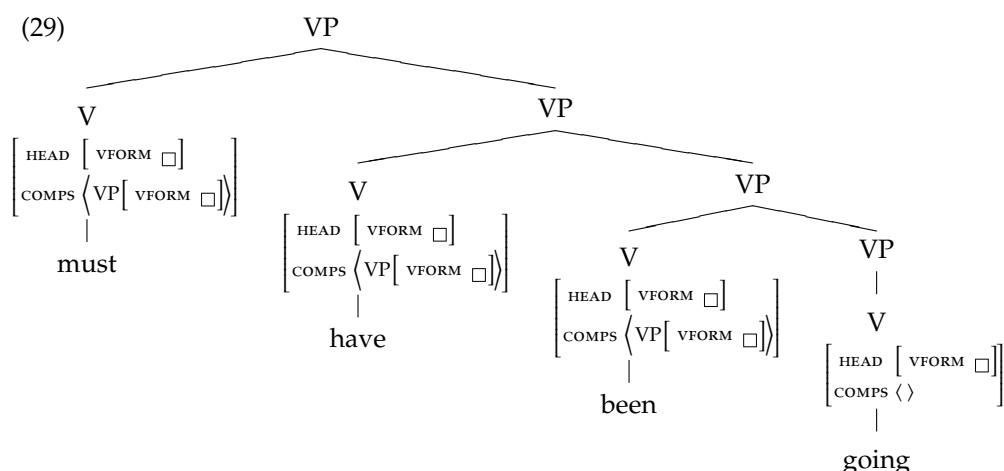 (29) VP
V VP
[HEAD [VFORM □]
COMPS ⟨VP[VFORM □]⟩]
must
V VP
[HEAD [VFORM □]
COMPS ⟨VP[VFORM □]⟩]
have
V VP
[HEAD [VFORM □]
COMPS ⟨VP[VFORM □]⟩]
been
V
[HEAD [VFORM □]
COMPS ⟨ ⟩]
going